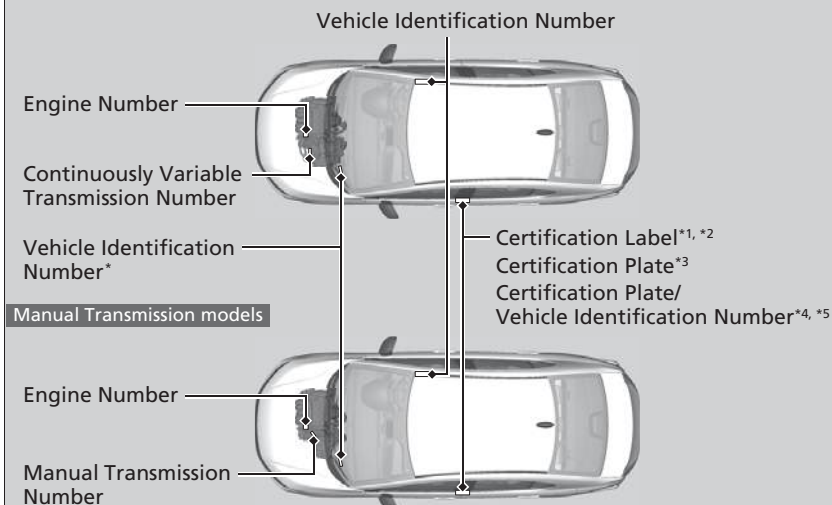 Vehicle Identification Number
Engine Number
Continuously Variable
Transmission Number
Vehicle Identification
Number*
Certification Label*1, *2
Certification Plate*3
Certification Plate/
Vehicle Identification Number*4, *5
Manual Transmission models
Engine Number
Manual Transmission
Number